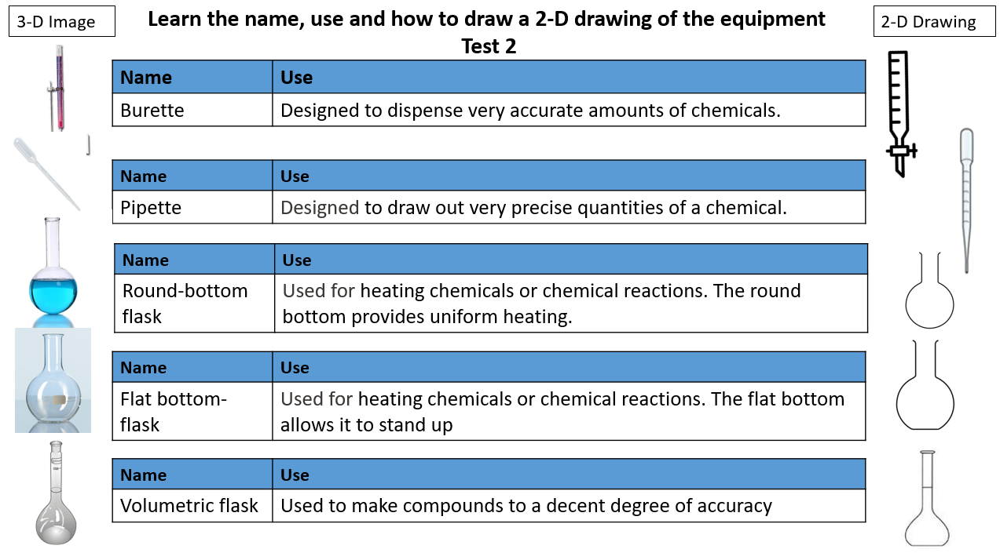 3-D Image
Learn the name, use and how to draw a 2-D drawing of the equipment
Test 2
2-D Drawing
Name Use
Burette Designed to dispense very accurate amounts of chemicals.
Name Use
Pipette Designed to draw out very precise quantities of a chemical.
Name Use
Round-bottom flask Used for heating chemicals or chemical reactions. The round
bottom provides uniform heating.
Name Use
Flat bottom-
flask
Used for heating chemicals or chemical reactions. The flat bottom
allows it to stand up
Name Use
Volumetric flask Used to make compounds to a decent degree of accuracy